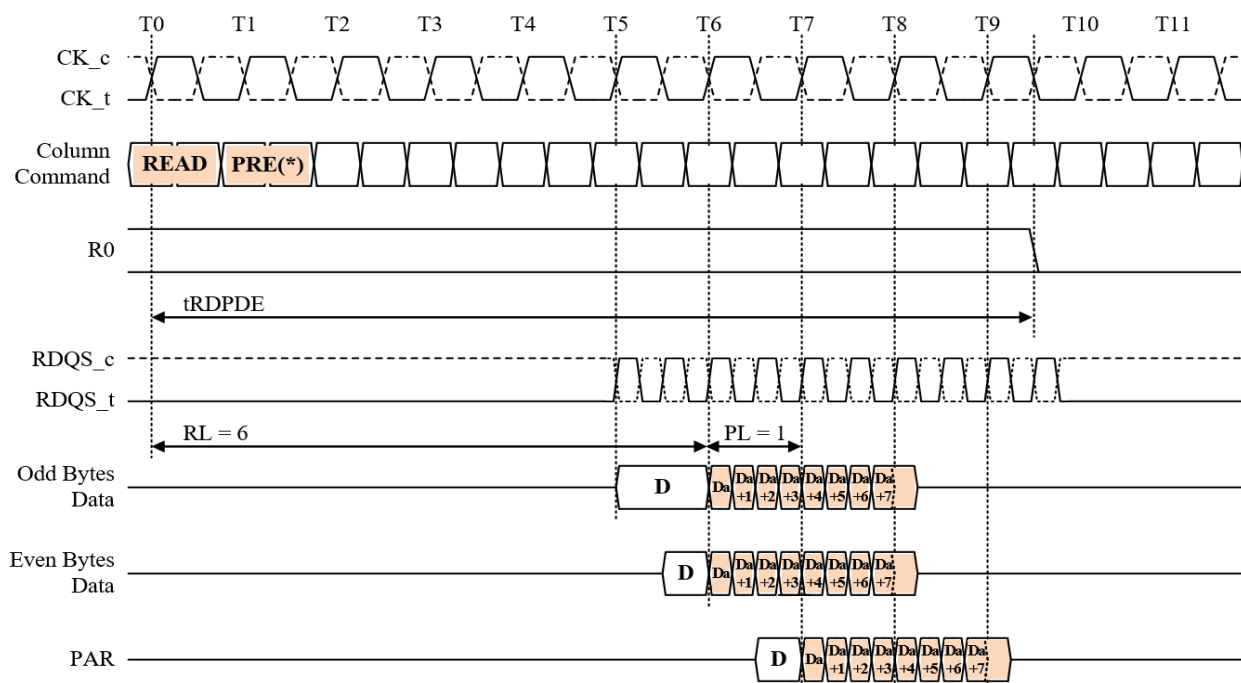 T0 T1 T2 T3 T4 T5 T6 T7 T8 T9 T10 T11
CK_c
CK_t
Column
Command
READ PRE(*)
R0
tRDPDE
RDQS_c
RDQS_t
RL = 6 PL = 1
Odd Bytes
Data
D Da Da +1 Da +2 Da +3 Da +4 Da +5 Da +6 Da +7
Even Bytes
Data
D Da Da +1 Da +2 Da +3 Da +4 Da +5 Da +6 Da +7
PAR D Da Da +1 Da +2 Da +3 Da +4 Da +5 Da +6 Da +7